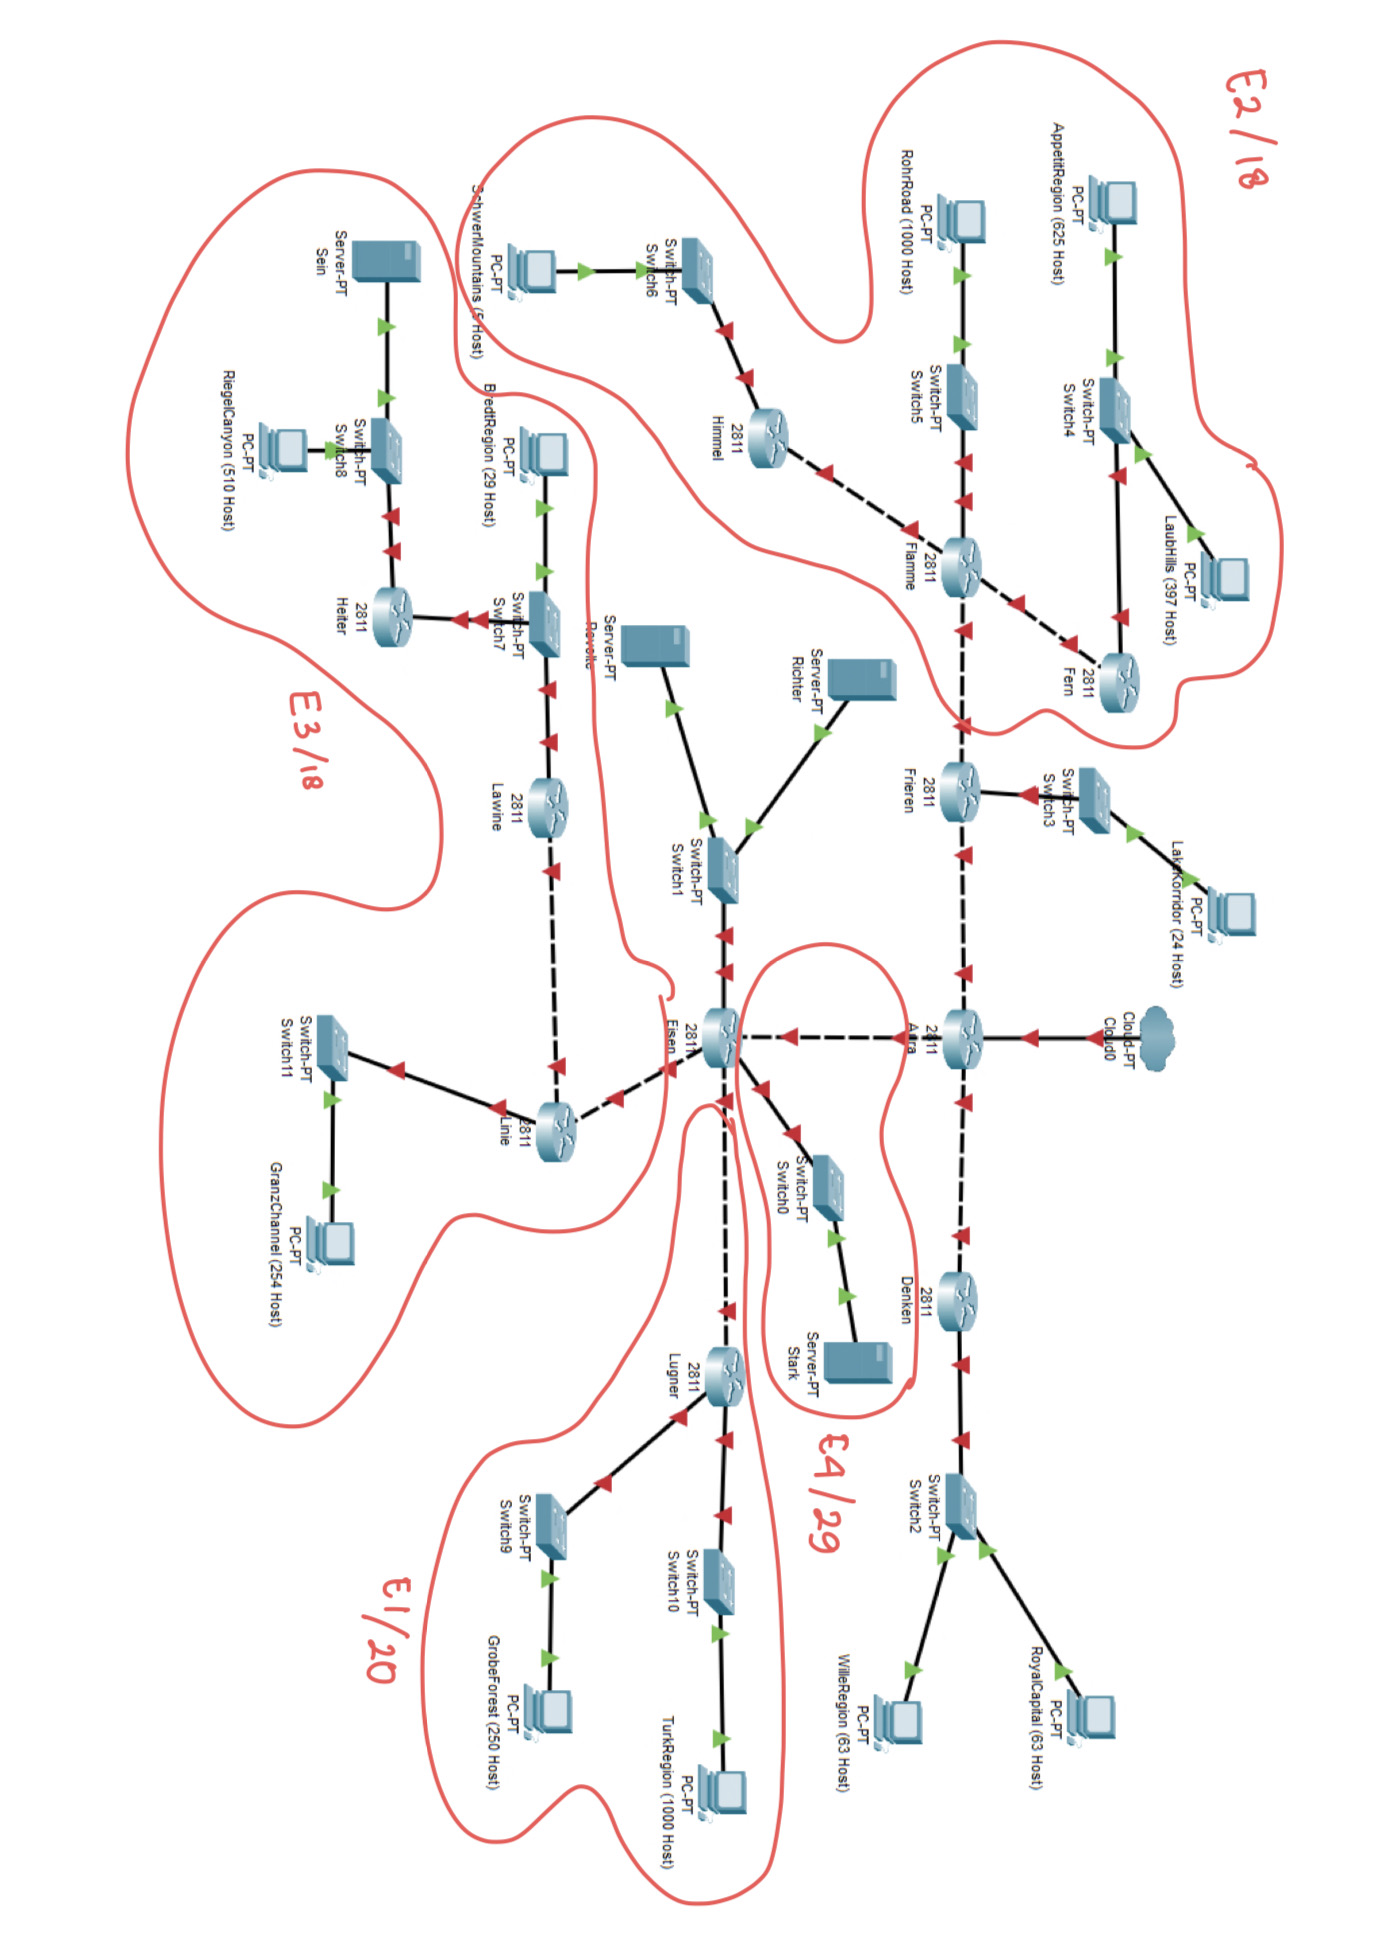 E2/18
PC-PT
LaubHills (397 Host)
PC-PT
LakeKorridor (24 Host)
Cloud-PT
Cloud0
PC-PT
AppetitRegion (625 Host)
Switch-PT
Switch4
2811
Fern
Switch-PT
Switch3
PC-PT
RoyalCapital (63 Host)
PC-PT
RohrRoad (1000 Host)
Switch-PT
Switch5
2811
Flamme
2811
Frieren
2811
Aura
2811
Denken
Switch-PT
Switch2
PC-PT
WilleRegion (63 Host)
Server-PT
Richter
Switch-PT
Switch0
Server-PT
Stark
E4/29
2811
Himmel
Switch-PT
Switch6
Switch-PT
Switch1
2811
Eisen
2811
Lugner
Switch-PT
Switch10
PC-PT
TurkRegion (1000 Host)
Server-PT
Revolte
PC-PT
SchwerMountains (5 Host)
PC-PT
BredtRegion (29 Host)
Switch-PT
Switch7
2811
Lawine
2811
Linie
Switch-PT
Switch9
PC-PT
GrobeForest (250 Host)
E1/20
Server-PT
Sein
Switch-PT
Switch8
2811
Heiter
E3/18
Switch-PT
Switch11
PC-PT
GranzChannel (254 Host)
PC-PT
RiegelCanyon (510 Host)